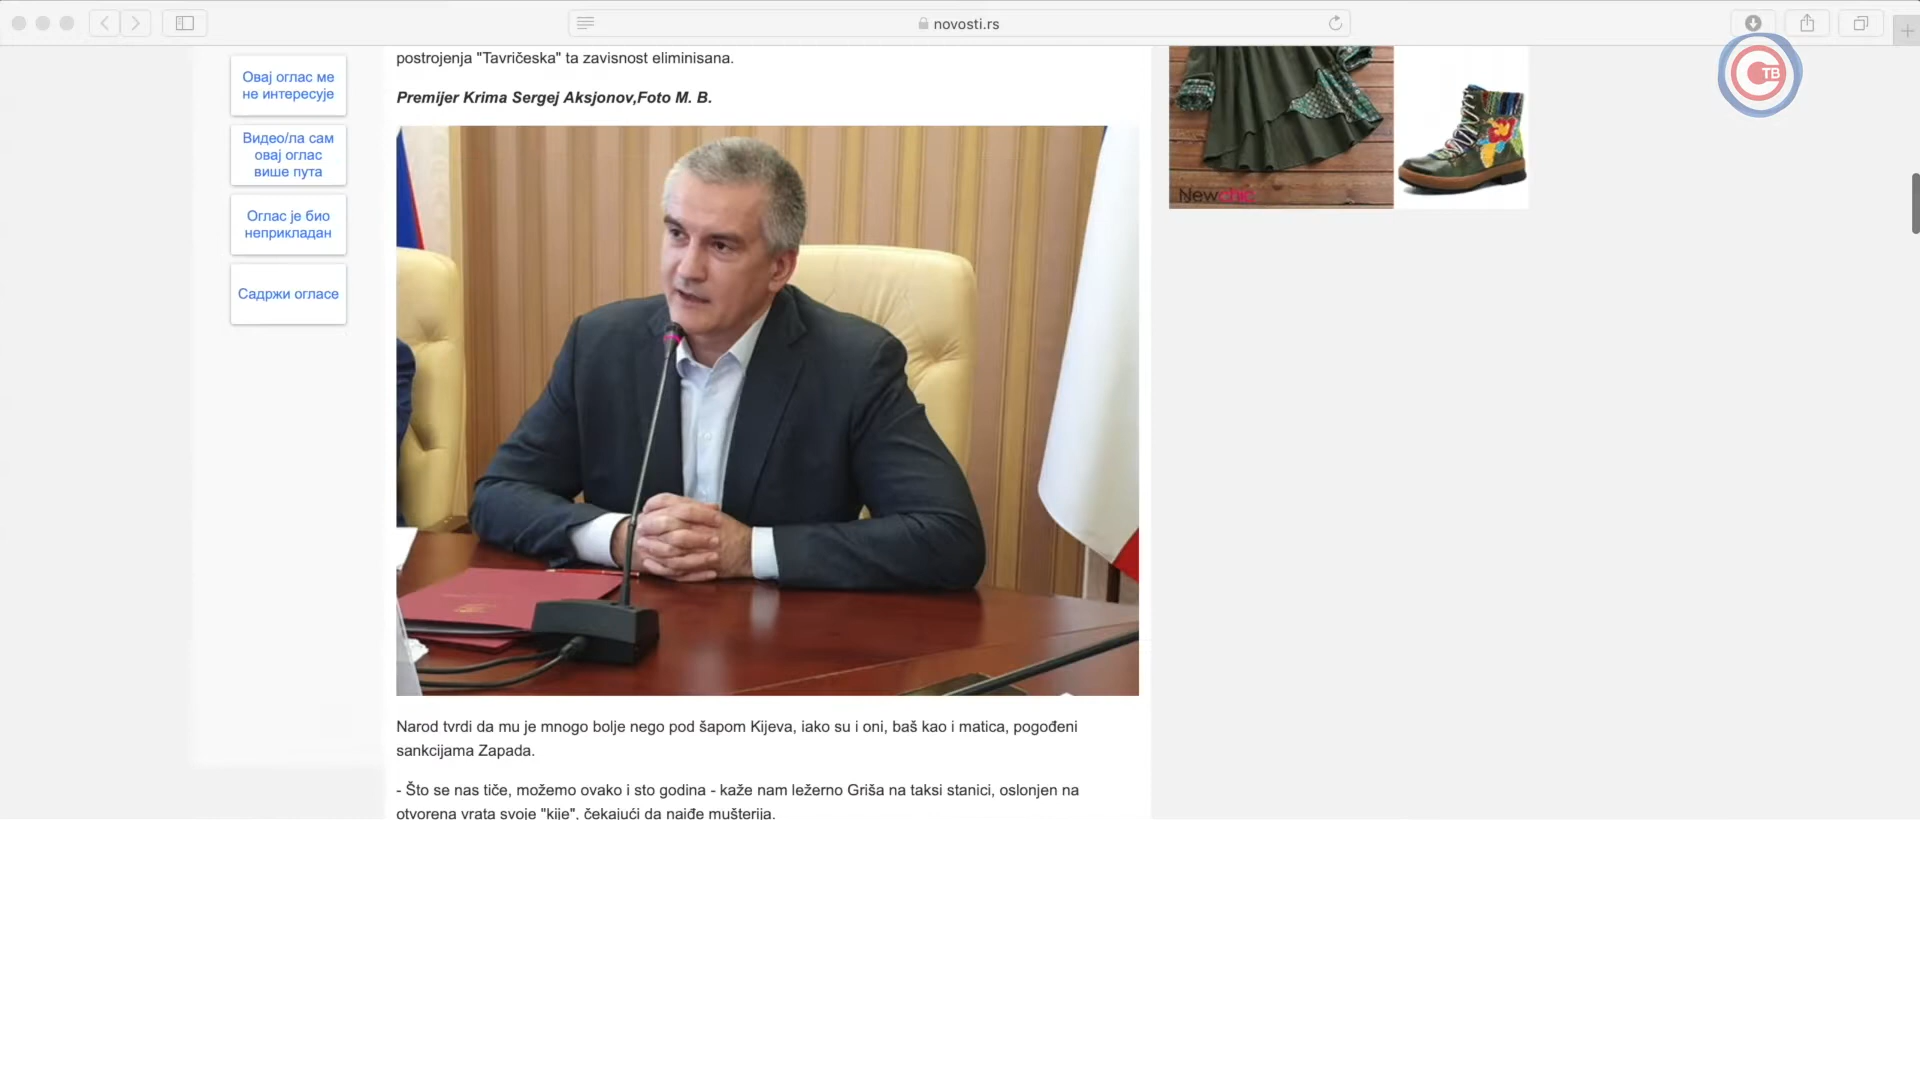 novosti.rs
ТВ
Овај оглас ме
не интересује
Видео/ла сам
овај оглас
више пута
Оглас је био
неприкладан
Садржи огласе
postrojenja "Tavričeska" ta zavisnost eliminisana.
Premijer Krima Sergej Aksjonov,Foto M. B.
Newchic
Narod tvrdi da mu je mnogo bolje nego pod šapom Kijeva, iako su i oni, baš kao i matica, pogođeni
sankcijama Zapada.
- Što se nas tiče, možemo ovako i sto godina - kaže nam ležerno Griša na taksi stanici, oslonjen na
otvorena vrata svoje "kije", čekajući da naiđe mušterija.